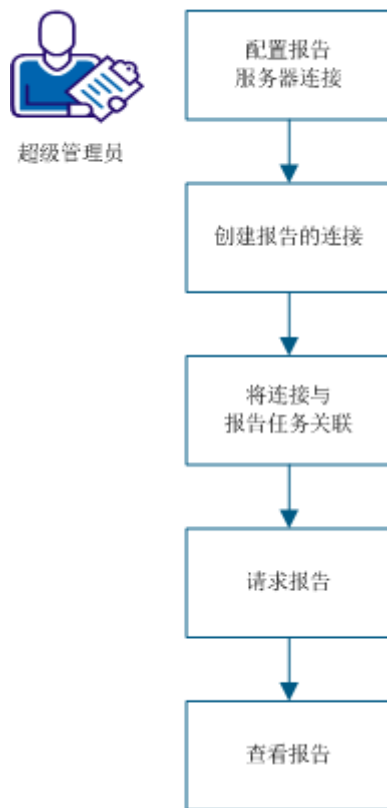 超级管理员
配置报告
服务器连接
创建报告的连接
将连接与
报告任务关联
请求报告
查看报告